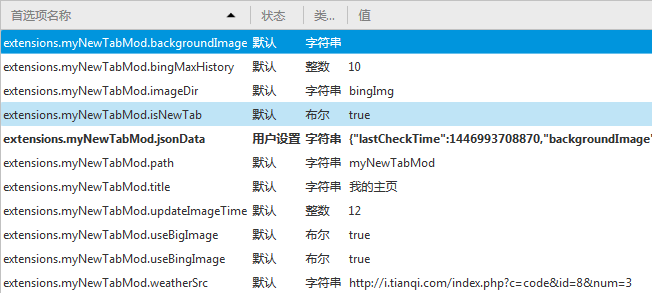 首选项名称 状态 类... 值
extensions.myNewTabMod.backgroundImage 默认 字符串
extensions.myNewTabMod.bingMaxHistory 默认 整数 10
extensions.myNewTabMod.imageDir 默认 字符串 bingImg
extensions.myNewTabMod.isNewTab 默认 布尔 true
extensions.myNewTabMod.jsonData 用户设置 字符串 {"lastCheckTime":1446993708870,"backgroundImage"
extensions.myNewTabMod.path 默认 字符串 myNewTabMod
extensions.myNewTabMod.title 默认 字符串 我的主页
extensions.myNewTabMod.updateImageTime 默认 整数 12
extensions.myNewTabMod.useBigImage 默认 布尔 true
extensions.myNewTabMod.useBingImage 默认 布尔 true
extensions.myNewTabMod.weatherSrc 默认 字符串 http://i.tianqi.com/index.php?c=code&id=8&num=3